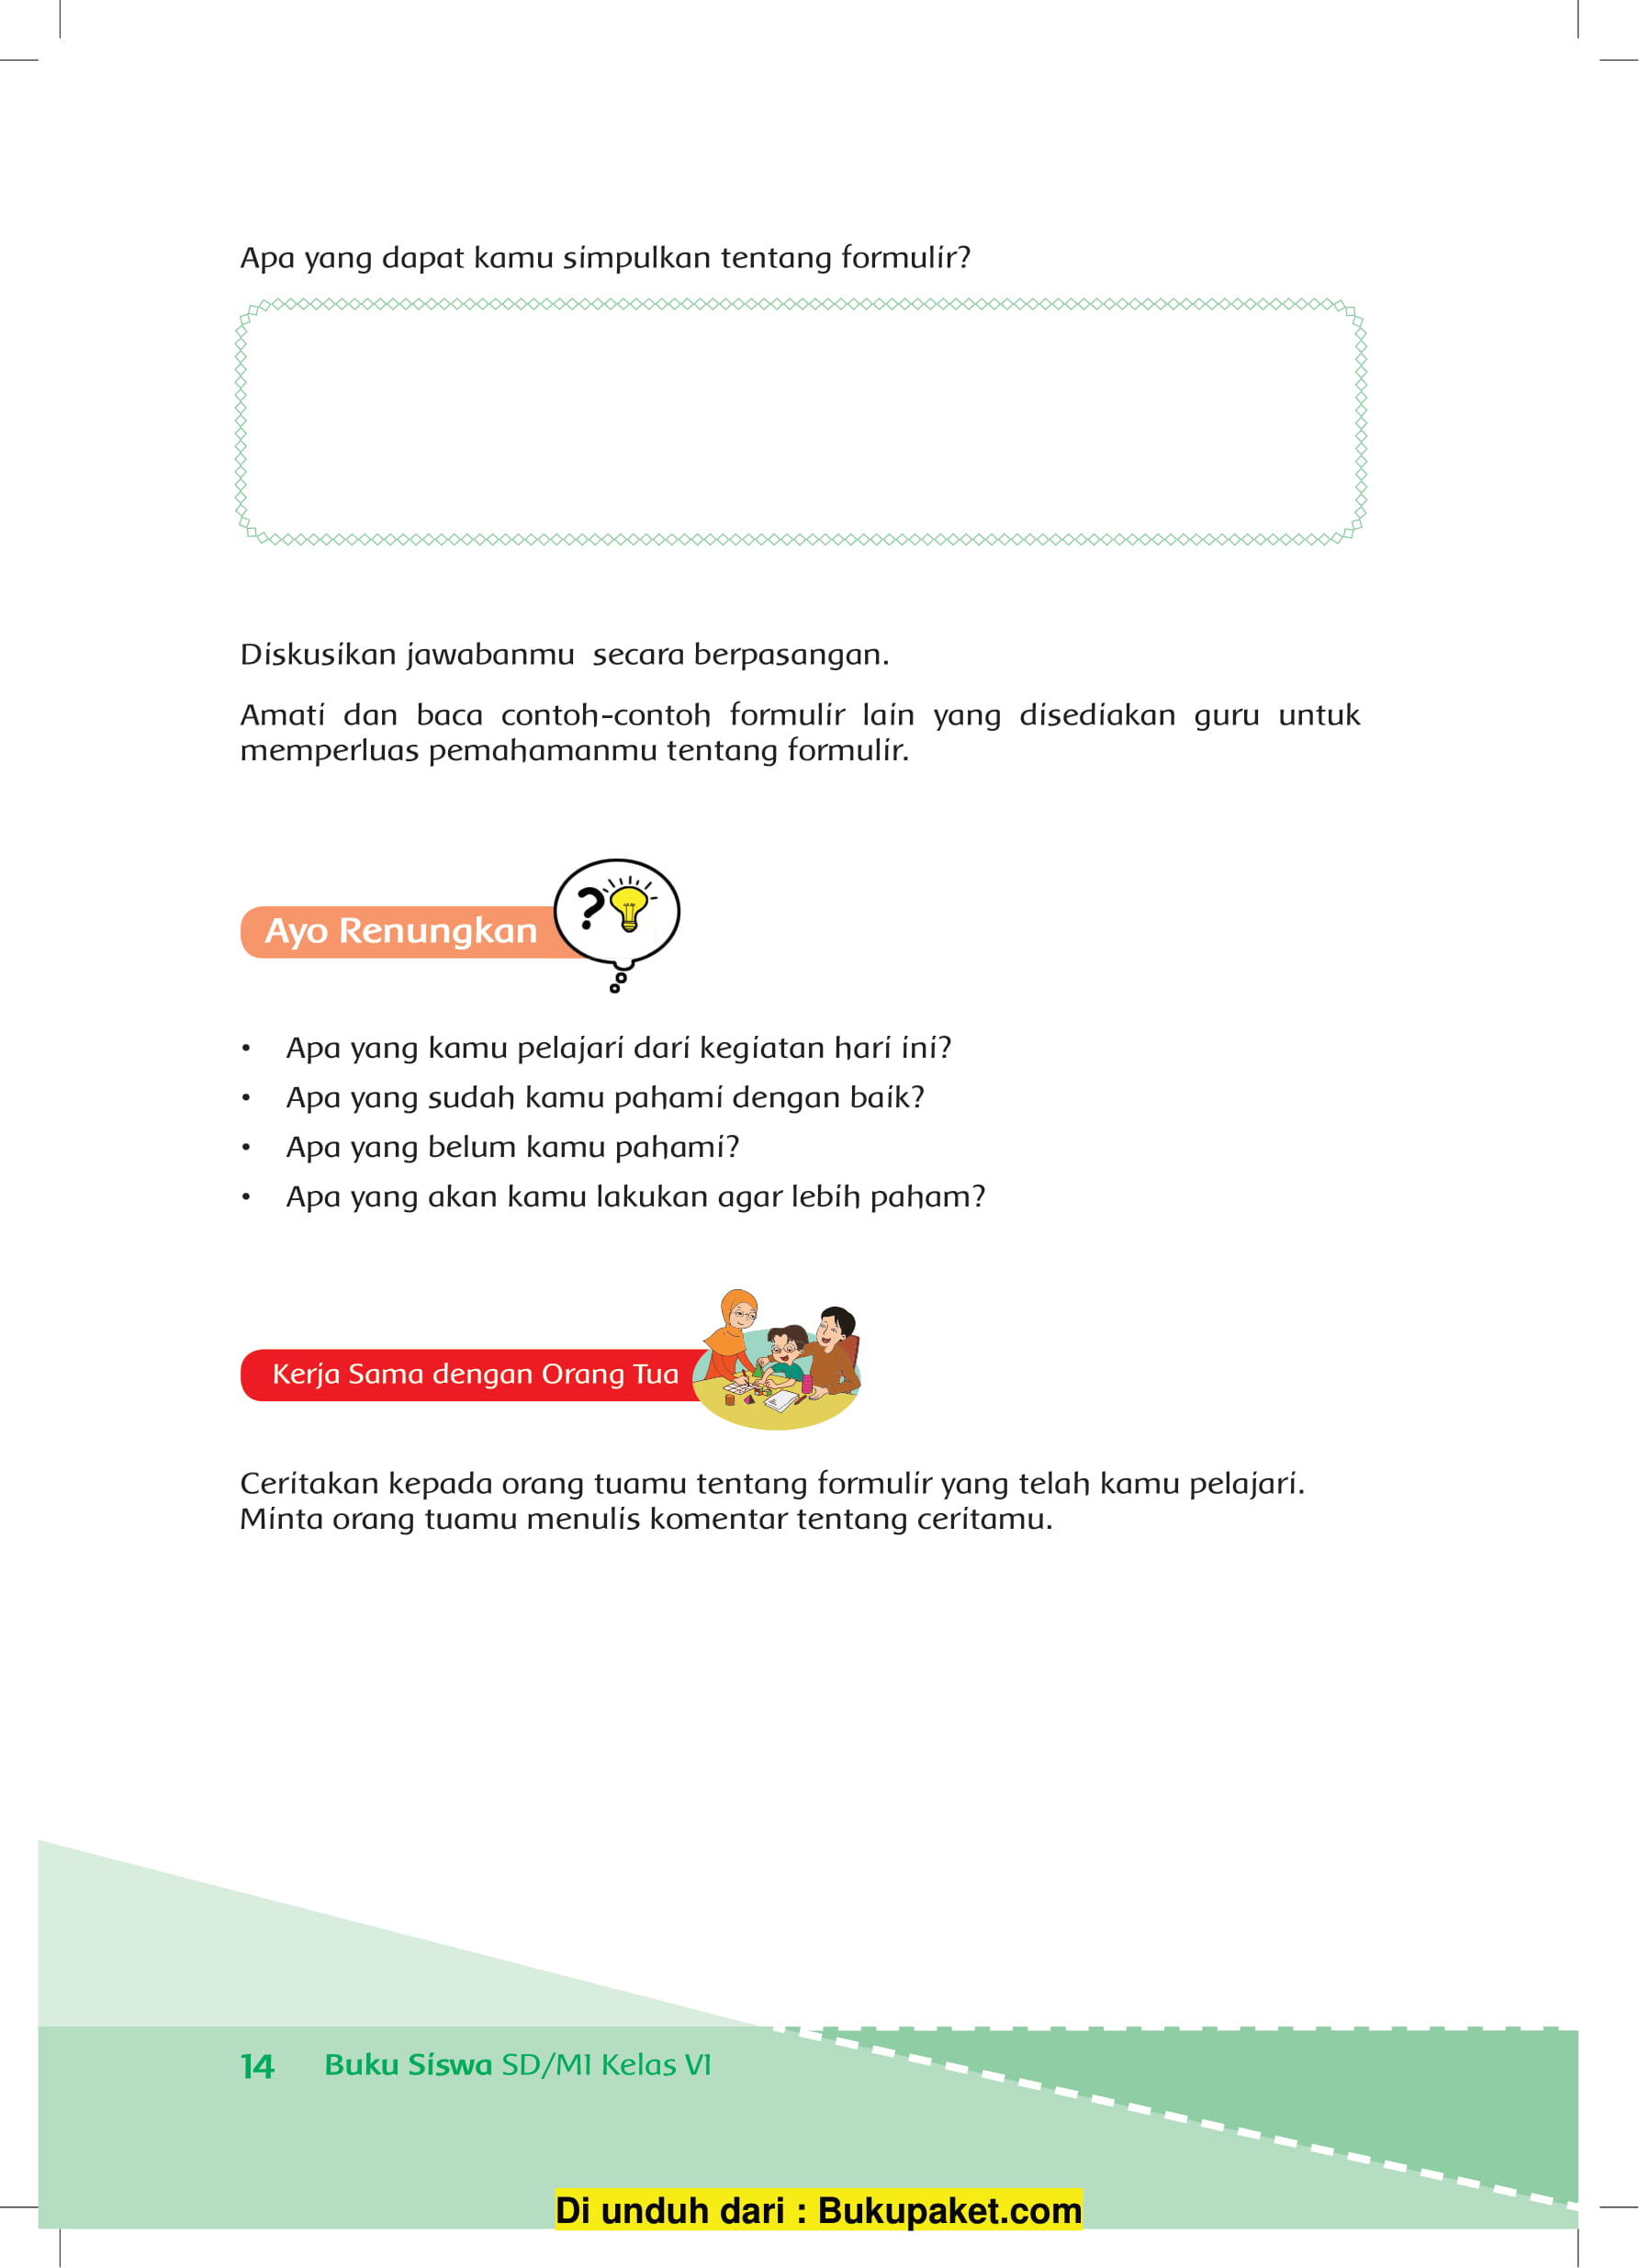 Apa yang dapat kamu simpulkan tentang formulir?
Diskusikan jawabanmu  secara berpasangan.
Amati dan baca contoh-contoh formulir lain yang disediakan guru untuk
memperluas pemahamanmu tentang formulir.
Ayo Renungkan
?
• Apa yang kamu pelajari dari kegiatan hari ini?
• Apa yang sudah kamu pahami dengan baik?
• Apa yang belum kamu pahami?
• Apa yang akan kamu lakukan agar lebih paham?
Kerja Sama dengan Orang Tua
Ceritakan kepada orang tuamu tentang formulir yang telah kamu pelajari.
Minta orang tuamu menulis komentar tentang ceritamu.
14 Buku Siswa SD/MI Kelas VI
Di unduh dari : Bukupaket.com